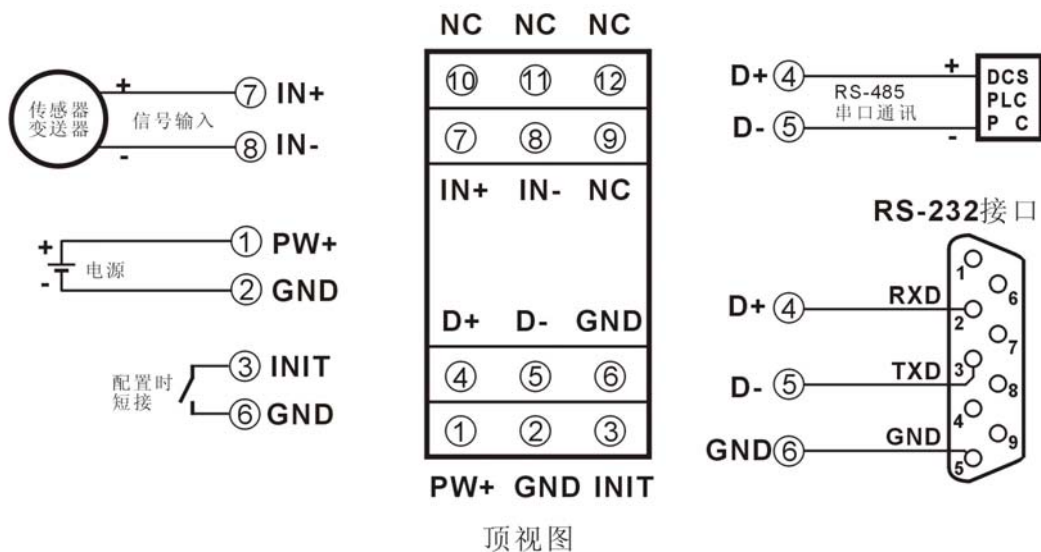 传感器
变送器
+
-
信号输入
⑦ IN+
⑧ IN-
+
-
电源
① PW+
② GND
配置时
短接
③ INIT
⑥ GND
NC NC NC
⑩ ⑪ ⑫
⑦ ⑧ ⑨
IN+ IN- NC
D+ D- GND
④ ⑤ ⑥
① ② ③
PW+ GND INIT
顶视图
D+ ④
D- ⑤
RS-485
串口通讯
+
-
DCS
PLC
P C
RS-232接口
D+ ④ RXD
D- ⑤ TXD
GND ⑥ GND
1
6
2
7
3
8
4
9
5